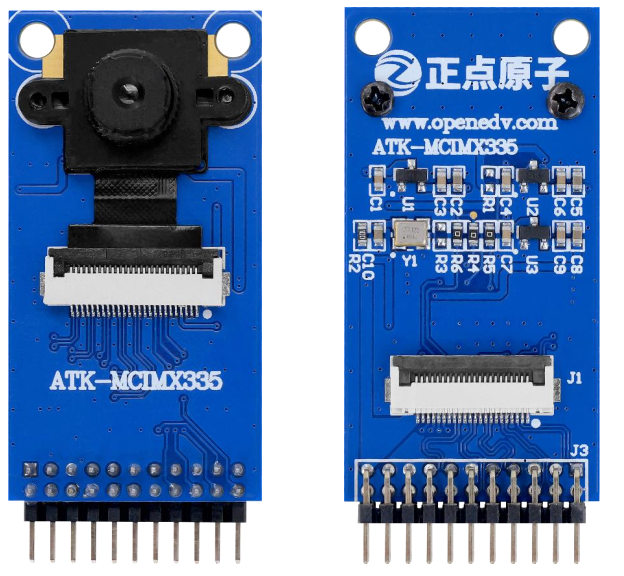 ATK-MCIMX335
正点原子
www.openedv.com
ATK-MCIMX335
C1 U1 C3 C2 R1 C4 U2 C6 C5
R2 C10 Y1 R3 R6 R4 R5 C7 U3 C9 C8
J1
J3